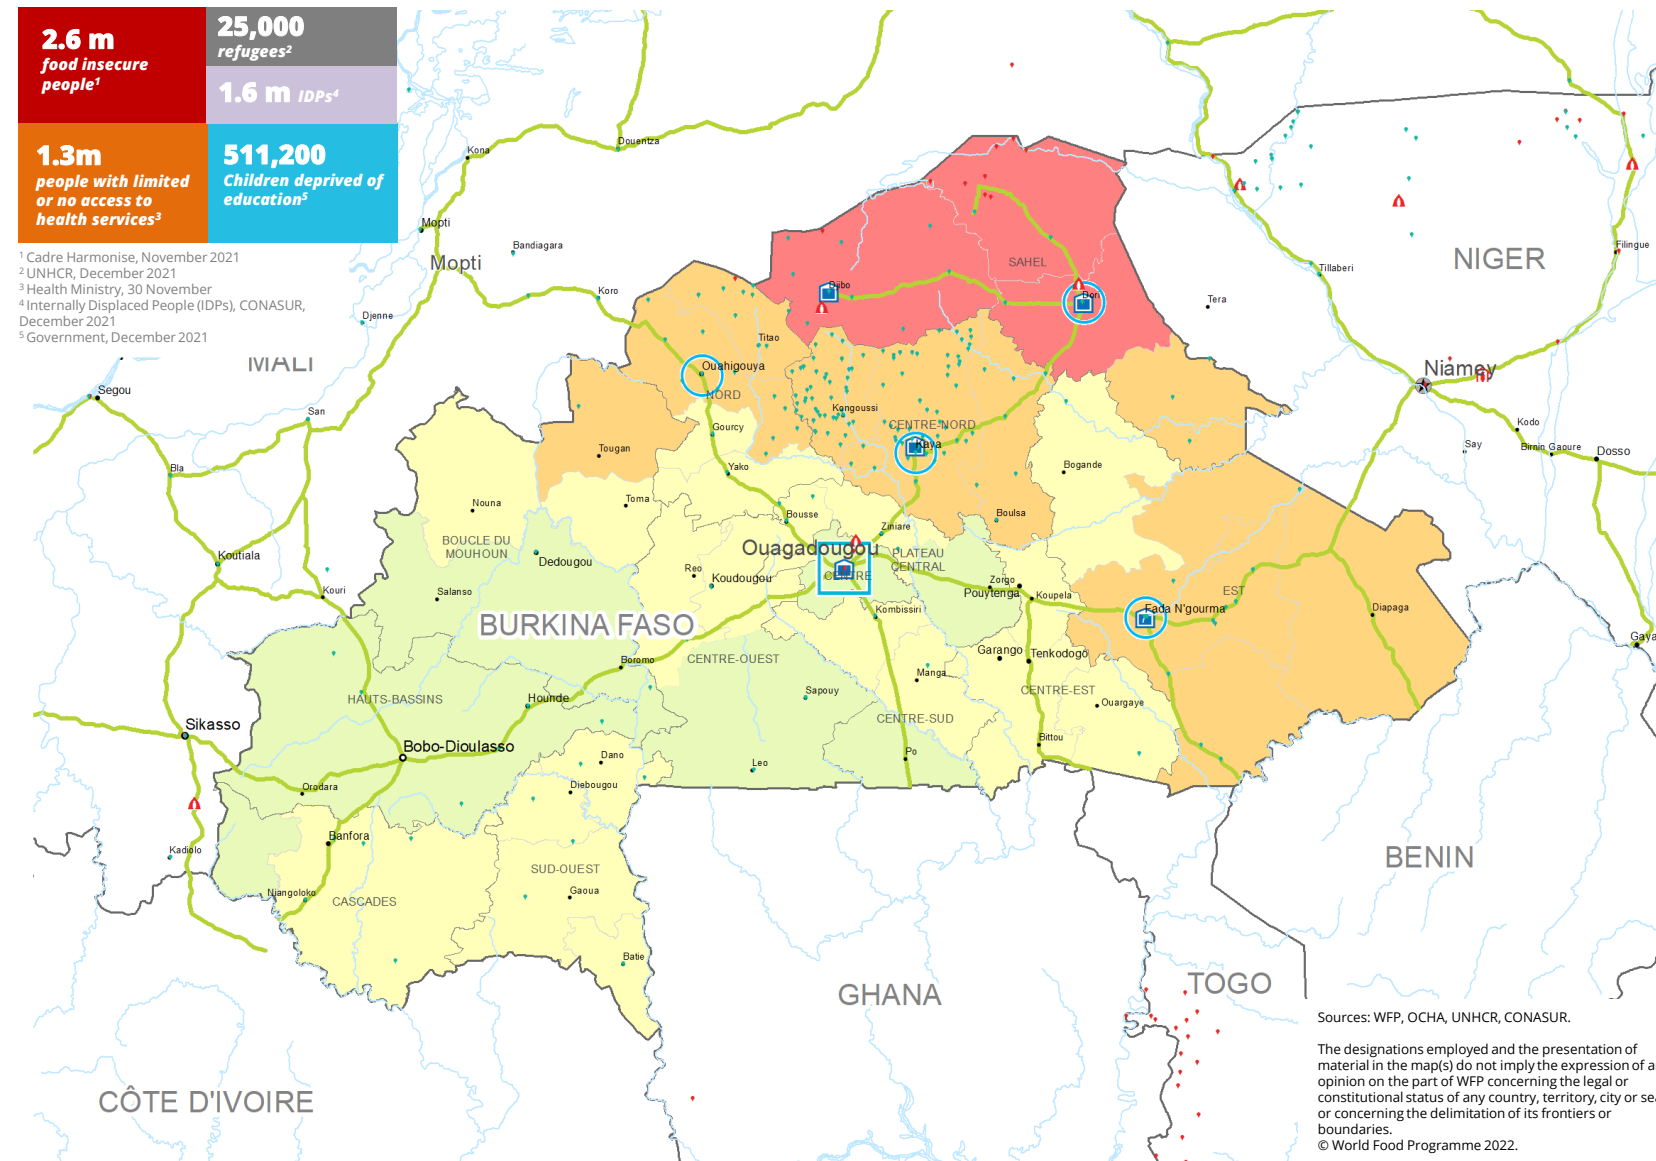 2.6 m
food insecure
people¹
25,000
refugees²
1.6 m IDPs⁴
1.3m
people with limited
or no access to
health services³
511,200
Children deprived of
education⁵
¹ Cadre Harmonise, November 2021
² UNHCR, December 2021
³ Health Ministry, 30 November
⁴ Internally Displaced People (IDPs), CONASUR,
December 2021
⁵ Government, December 2021
Kona
Douentza
Mopti
Mopti
Bandiagara
Koro
Djenne
MALI
Segou
San
Bla
Koutiala
Kouri
Sikasso
Kadiolo
NIGER
Filingue
Tillaberi
Tera
Niamey
Kodo
Say
Birnin Gaoure
Dosso
Gaya
SAHEL
Djibo
Dori
Titao
Ouahigouya
NORD
Kongoussi
CENTRE-NORD
Kaya
Gourcy
Tougan
Yako
Bogande
Nouna
Toma
Bousse
Boulsa
Ziniare
BOUCLE DU
MOUHOUN
Dedougou
Ouagadougou
PLATEAU
CENTRAL
CENTRE
Reo
Koudougou
Zorgo
Pouytenga
Koupela
EST
Salanso
Kombissiri
Fada N'gourma
Diapaga
BURKINA FASO
Boromo
CENTRE-OUEST
Garango
Tenkodogo
Manga
HAUTS-BASSINS
Hounde
Sapouy
CENTRE-EST
Ouargaye
CENTRE-SUD
Bobo-Dioulasso
Dano
Leo
Po
Bittou
Orodara
Diebougou
Banfora
SUD-OUEST
Gaoua
Niangoloko
CASCADES
Batie
BENIN
GHANA
TOGO
CÔTE D'IVOIRE
Sources: WFP, OCHA, UNHCR, CONASUR.
The designations employed and the presentation of
material in the map(s) do not imply the expression of a
opinion on the part of WFP concerning the legal or
constitutional status of any country, territory, city or sea
or concerning the delimitation of its frontiers or
boundaries.
© World Food Programme 2022.